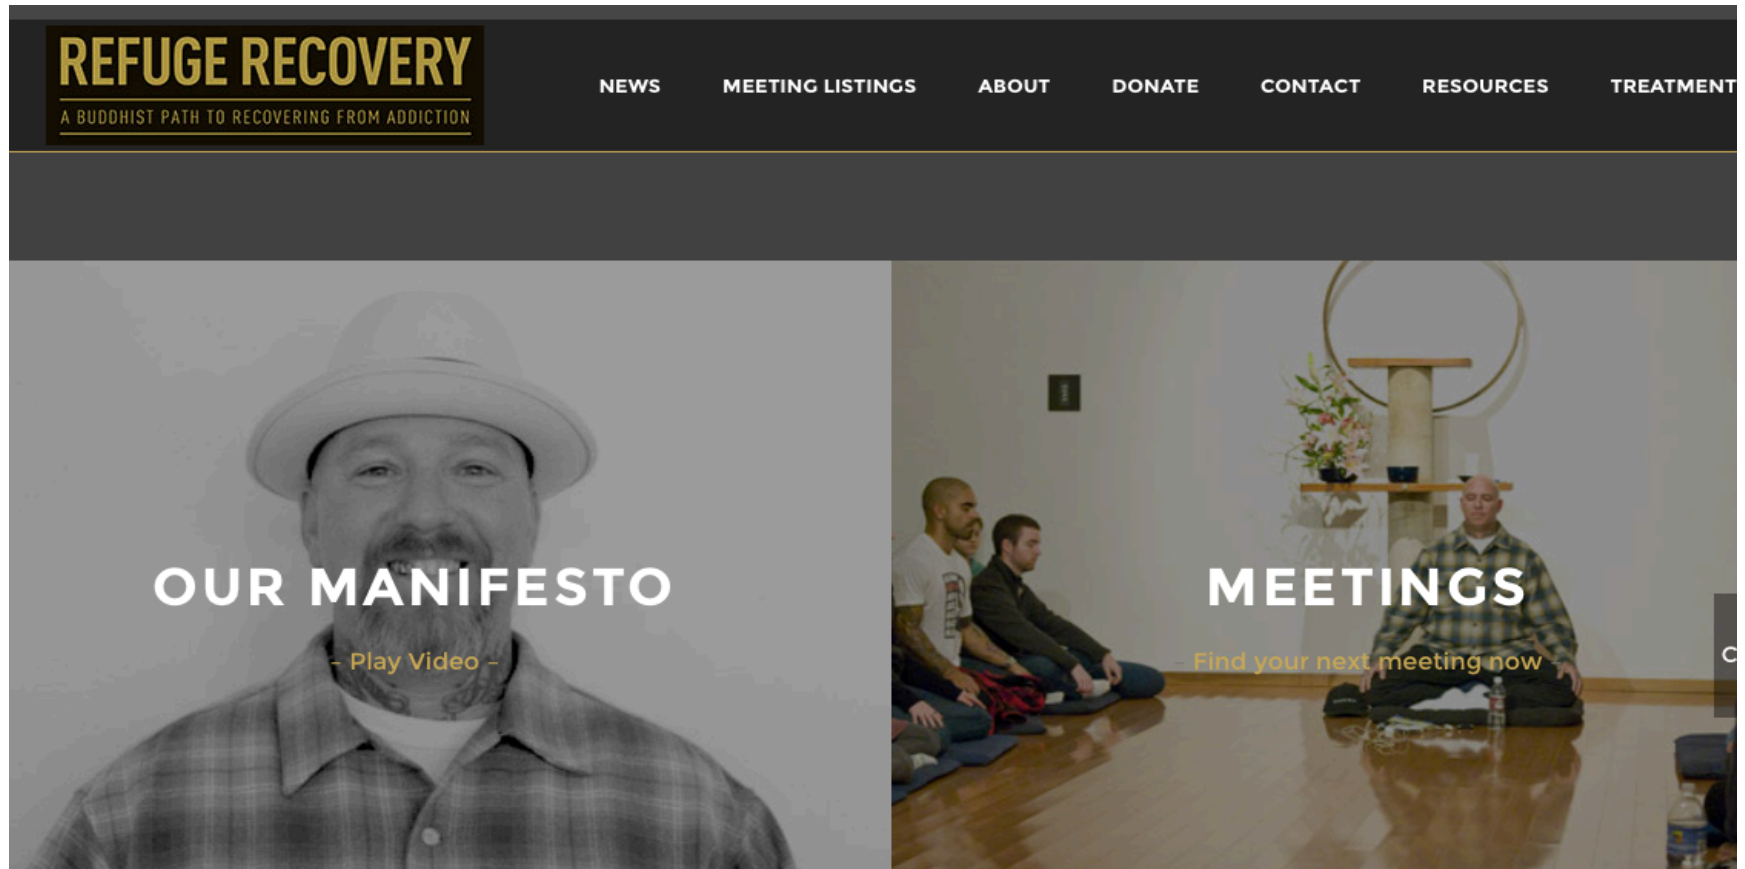 REFUGE RECOVERY
A BUDDHIST PATH TO RECOVERING FROM ADDICTION
NEWS
MEETING LISTINGS
ABOUT
DONATE
CONTACT
RESOURCES
TREATMENT
OUR MANIFESTO
- Play Video -
MEETINGS
- Find your next meeting now -
C